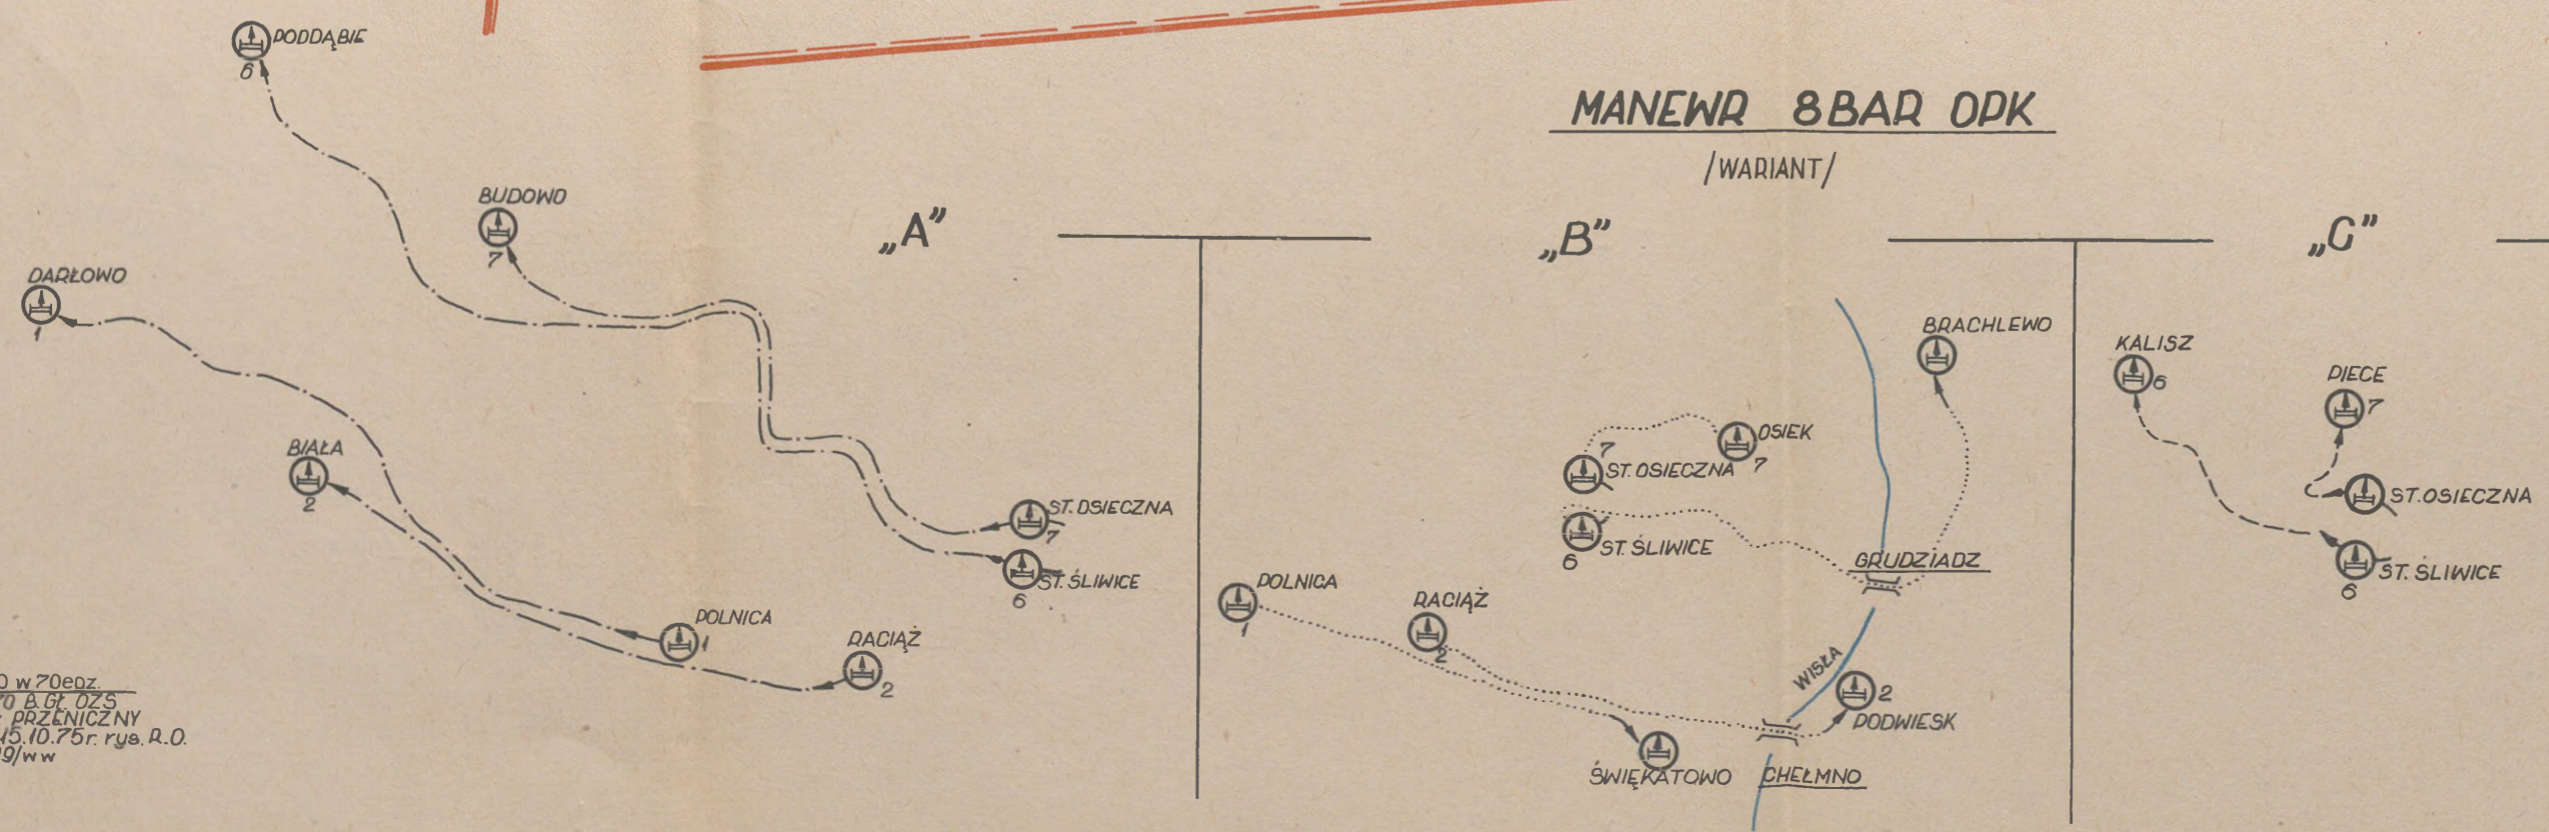 MANEWR 8BAR OPK
/WARIANT/
„A”
PODDĄBIE
6
BUDOWO
7
DARŁOWO
1
BIAŁA
2
ST. OSIECZNA
7
ST. ŚLIWICE
6
POLNICA
1
RACIĄŻ
2
w 70egz.
B. Gł. OZS
PRZENICZNY
15.10.75r. rys. R.O.
9/ww
„B”
BRACHLEWO
OSIEK
7
7
ST. OSIECZNA
ST. ŚLIWICE
6
GRUDZIADZ
POLNICA
1
RACIĄŻ
2
WISŁA
2
PODWIESK
ŚWIĘKATOWO
CHEŁMNO
„C”
KALISZ
6
PIECE
7
ST. OSIECZNA
ST. ŚLIWICE
6